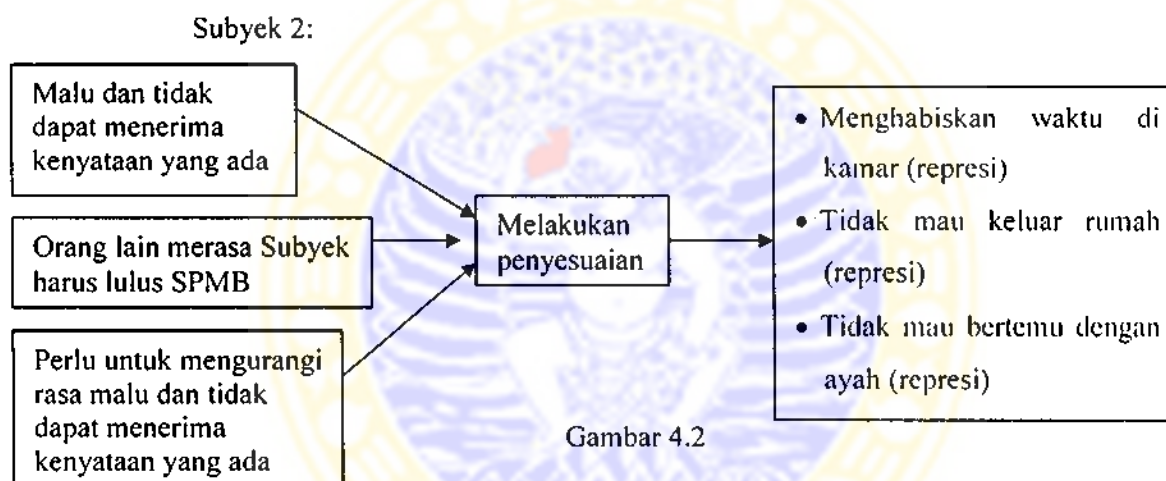 Subyek 2:
Malu dan tidak
dapat menerima
kenyataan yang ada
Orang lain merasa Subyek
harus lulus SPMB
Perlu untuk mengurangi
rasa malu dan tidak
dapat menerima
kenyataan yang ada
Melakukan
penyesuaian
• Menghabiskan waktu di
kamar (represi)
• Tidak mau keluar rumah
(represi)
• Tidak mau bertemu dengan
ayah (represi)
Gambar 4.2